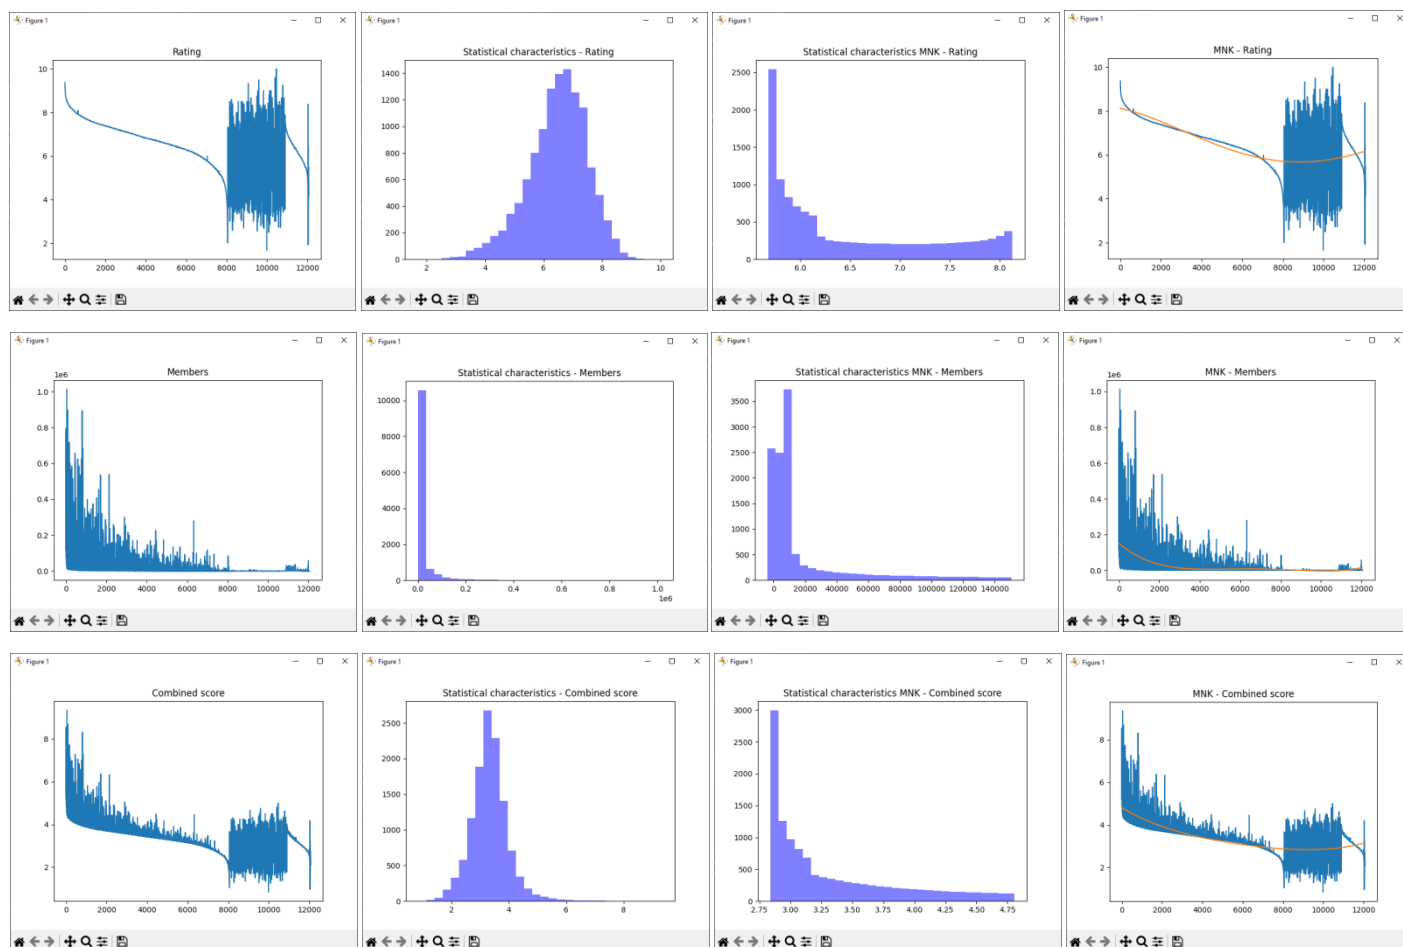 Figure 1
Rating
10
8
6
4
2
0 2000 4000 6000 8000 10000 12000
Figure 1
Statistical characteristics - Rating
1400
1200
1000
800
600
400
200
0
2 4 6 8 10
Figure 1
Statistical characteristics MNK - Rating
2500
2000
1500
1000
500
0
6.0 6.5 7.0 7.5 8.0
Figure 1
MNK - Rating
10
8
6
4
2
0 2000 4000 6000 8000 10000 12000
Figure 1
Members
1e6
1.0
0.8
0.6
0.4
0.2
0.0
0 2000 4000 6000 8000 10000 12000
Figure 1
Statistical characteristics - Members
10000
8000
6000
4000
2000
0
0.0 0.2 0.4 0.6 0.8 1.0
1e6
Figure 1
Statistical characteristics MNK - Members
3500
3000
2500
2000
1500
1000
500
0
0 20000 40000 60000 80000 100000 120000 140000
Figure 1
MNK - Members
1e6
1.0
0.8
0.6
0.4
0.2
0.0
0 2000 4000 6000 8000 10000 12000
Figure 1
Combined score
8
6
4
2
0 2000 4000 6000 8000 10000 12000
Figure 1
Statistical characteristics - Combined score
2500
2000
1500
1000
500
0
2 4 6 8
Figure 1
Statistical characteristics MNK - Combined score
3000
2500
2000
1500
1000
500
0
2.75 3.00 3.25 3.50 3.75 4.00 4.25 4.50 4.75
Figure 1
MNK - Combined score
8
6
4
2
0 2000 4000 6000 8000 10000 12000